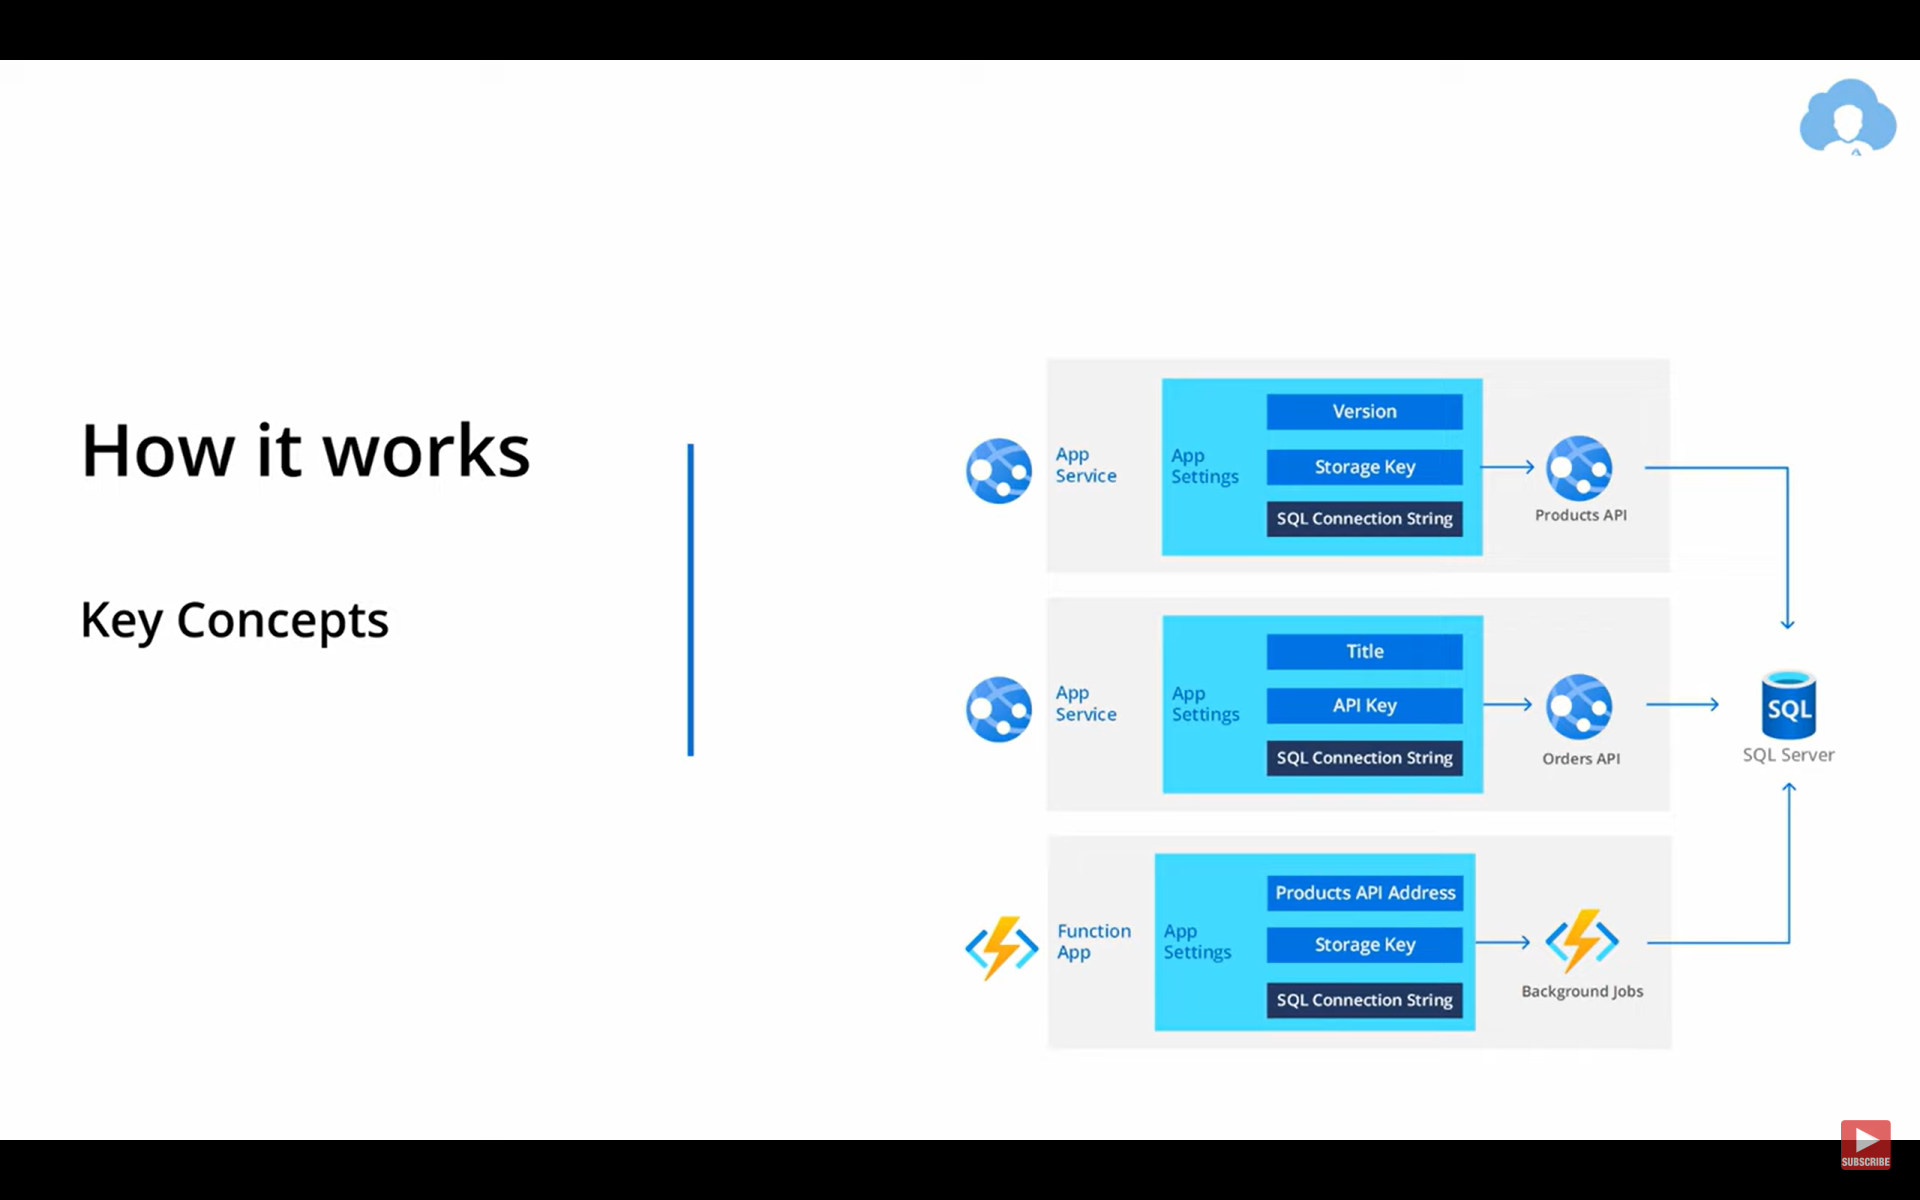 How it works
Key Concepts
App
Service
App
Settings
Version
Storage Key
SQL Connection String
Products API
App
Service
App
Settings
Title
API Key
SQL Connection String
Orders API
SQL
SQL Server
Function
App
App
Settings
Products API Address
Storage Key
SQL Connection String
Background Jobs
SUBSCRIBE